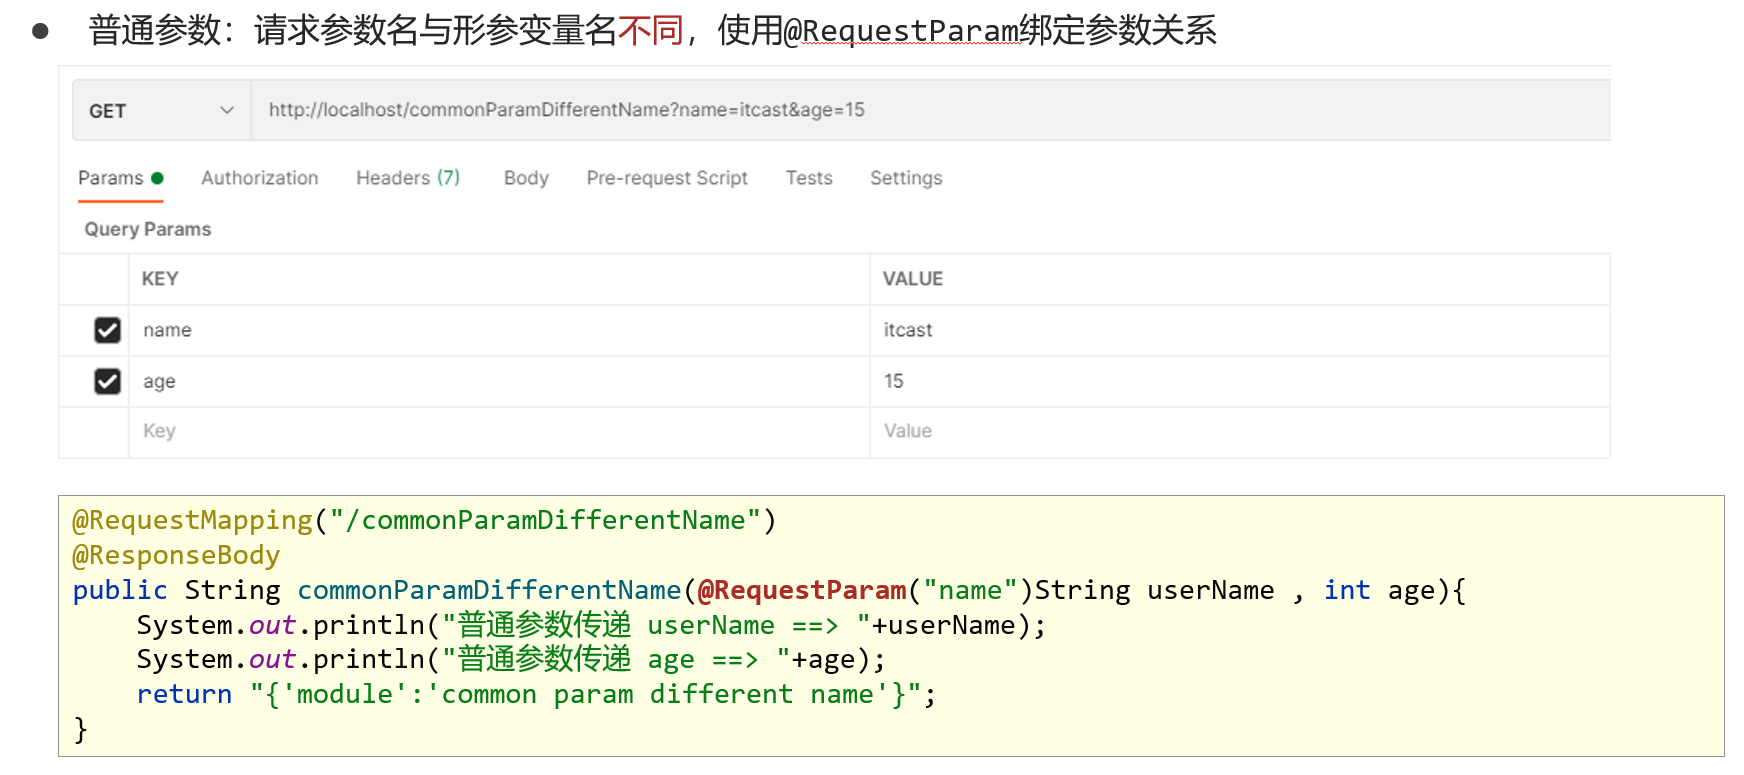 ● 普通参数：请求参数名与形参变量名不同，使用@RequestParam绑定参数关系
GET http://localhost/commonParamDifferentName?name=itcast&age=15
Params Authorization Headers (7) Body Pre-request Script Tests Settings
Query Params
KEY VALUE
name itcast
age 15
Key Value
@RequestMapping("/commonParamDifferentName")
@ResponseBody
public String commonParamDifferentName(@RequestParam("name")String userName , int age){
    System.out.println("普通参数传递 userName ==> "+userName);
    System.out.println("普通参数传递 age ==> "+age);
    return "{'module':'common param different name'}";
}